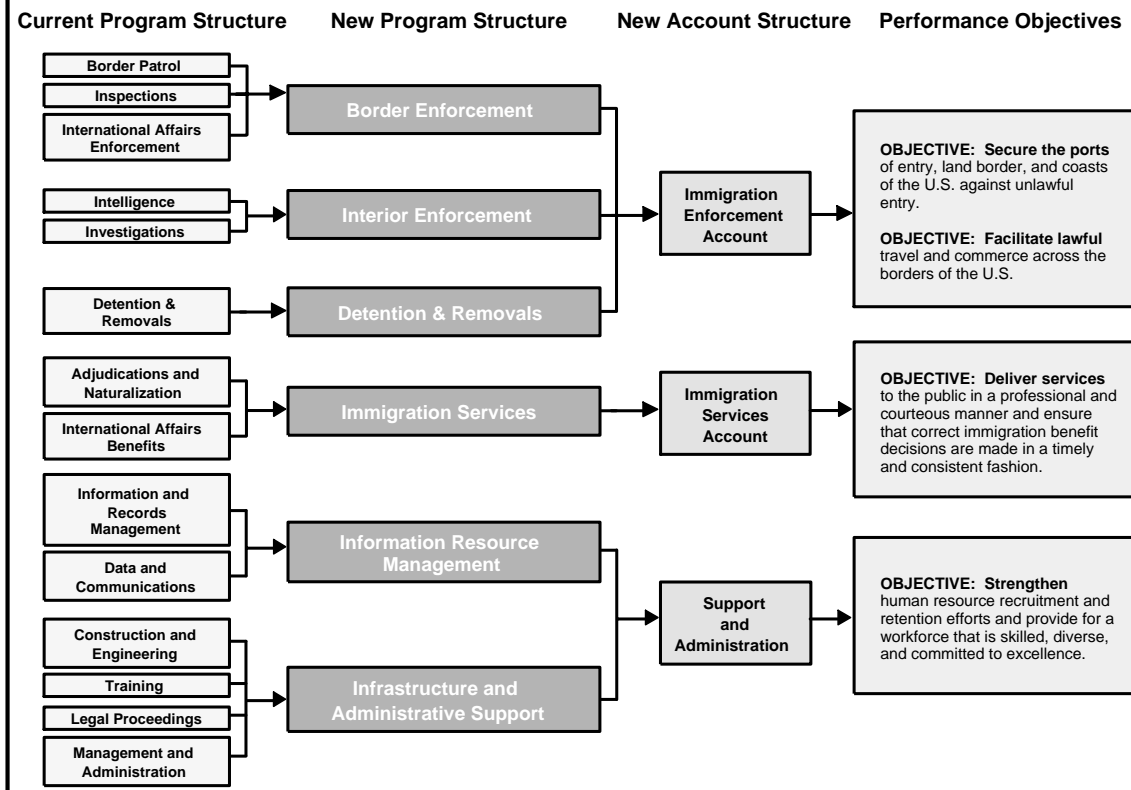 Current Program Structure
New Program Structure
New Account Structure
Performance Objectives
Border Patrol
Inspections
International Affairs
Enforcement
Border Enforcement
Intelligence
Investigations
Interior Enforcement
Detention &
Removals
Detention & Removals
Immigration
Enforcement
Account
OBJECTIVE: Secure the ports
of entry, land border, and coasts
of the U.S. against unlawful
entry.
OBJECTIVE: Facilitate lawful
travel and commerce across the
borders of the U.S.
Adjudications and
Naturalization
International Affairs
Benefits
Immigration Services
Immigration
Services
Account
OBJECTIVE: Deliver services
to the public in a professional and
courteous manner and ensure
that correct immigration benefit
decisions are made in a timely
and consistent fashion.
Information and
Records
Management
Data and
Communications
Information Resource
Management
Construction and
Engineering
Training
Legal Proceedings
Management and
Administration
Infrastructure and
Administrative Support
Support
and
Administration
OBJECTIVE: Strengthen
human resource recruitment and
retention efforts and provide for a
workforce that is skilled, diverse,
and committed to excellence.